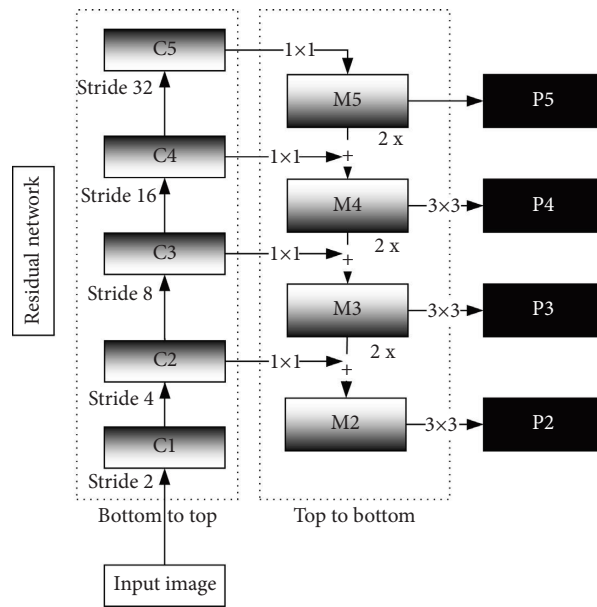 C5
1×1
Stride 32
M5
P5
2 x
C4
1×1
+
Stride 16
M4
3×3
P4
Residual network
2 x
C3
1×1
+
Stride 8
M3
3×3
P3
2 x
C2
1×1
+
Stride 4
M2
3×3
P2
C1
Stride 2
Bottom to top
Top to bottom
Input image